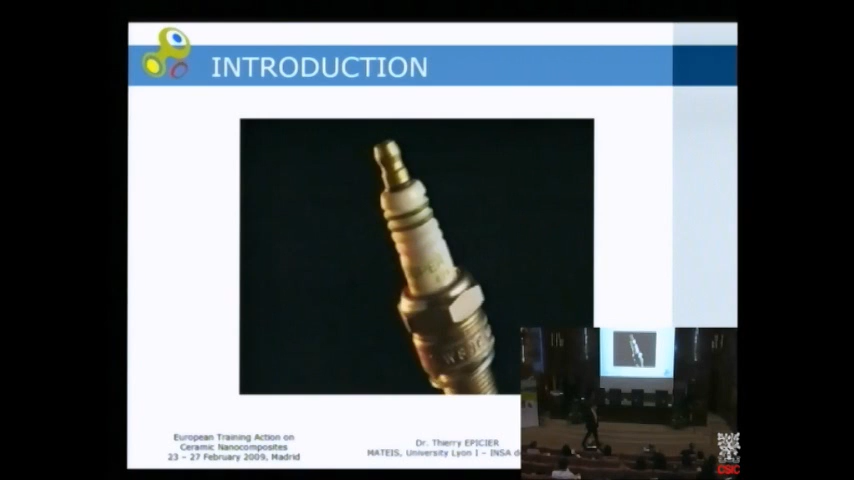 INTRODUCTION
European Training Action on
Ceramic Nanocomposites
23 – 27 February 2009, Madrid
Dr. Thierry EPICIER
MATEIS, University Lyon I – INSA
CSIC